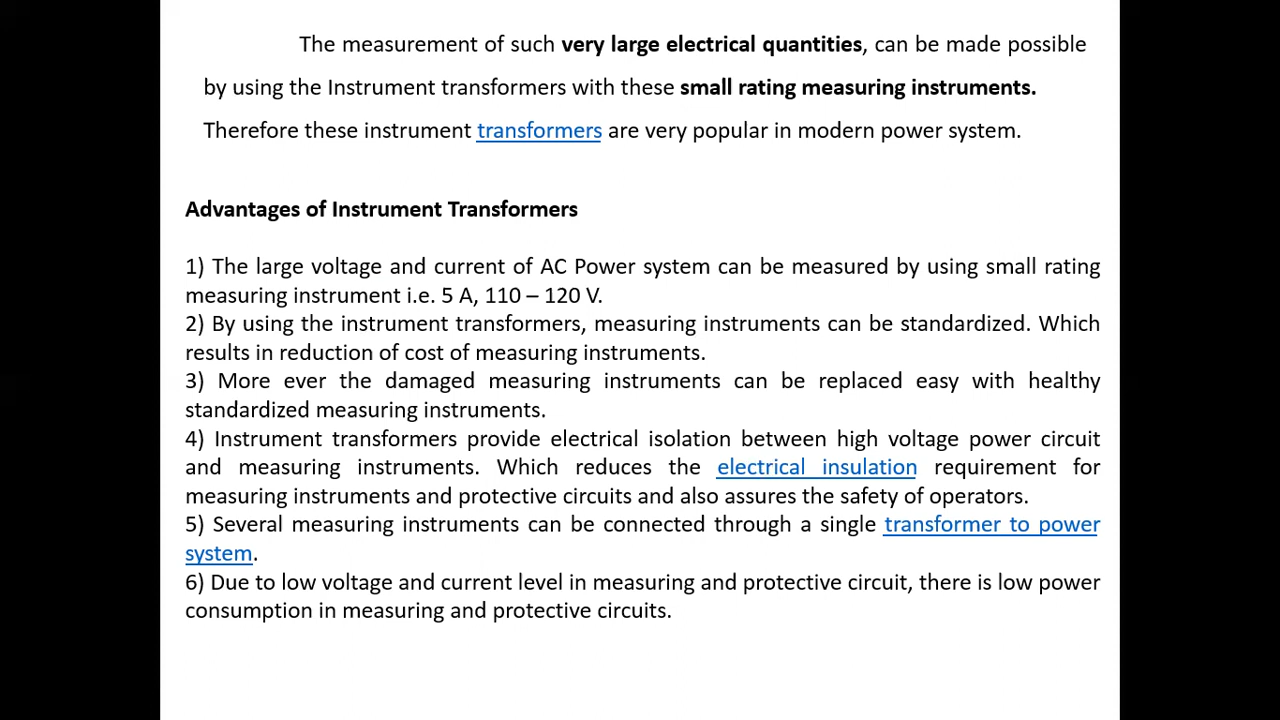 The measurement of such very large electrical quantities, can be made possible
by using the Instrument transformers with these small rating measuring instruments.
Therefore these instrument transformers are very popular in modern power system.
Advantages of Instrument Transformers
1) The large voltage and current of AC Power system can be measured by using small rating
measuring instrument i.e. 5 A, 110 – 120 V.
2) By using the instrument transformers, measuring instruments can be standardized. Which
results in reduction of cost of measuring instruments.
3) More ever the damaged measuring instruments can be replaced easy with healthy
standardized measuring instruments.
4) Instrument transformers provide electrical isolation between high voltage power circuit
and measuring instruments. Which reduces the electrical insulation requirement for
measuring instruments and protective circuits and also assures the safety of operators.
5) Several measuring instruments can be connected through a single transformer to power
system.
6) Due to low voltage and current level in measuring and protective circuit, there is low power
consumption in measuring and protective circuits.